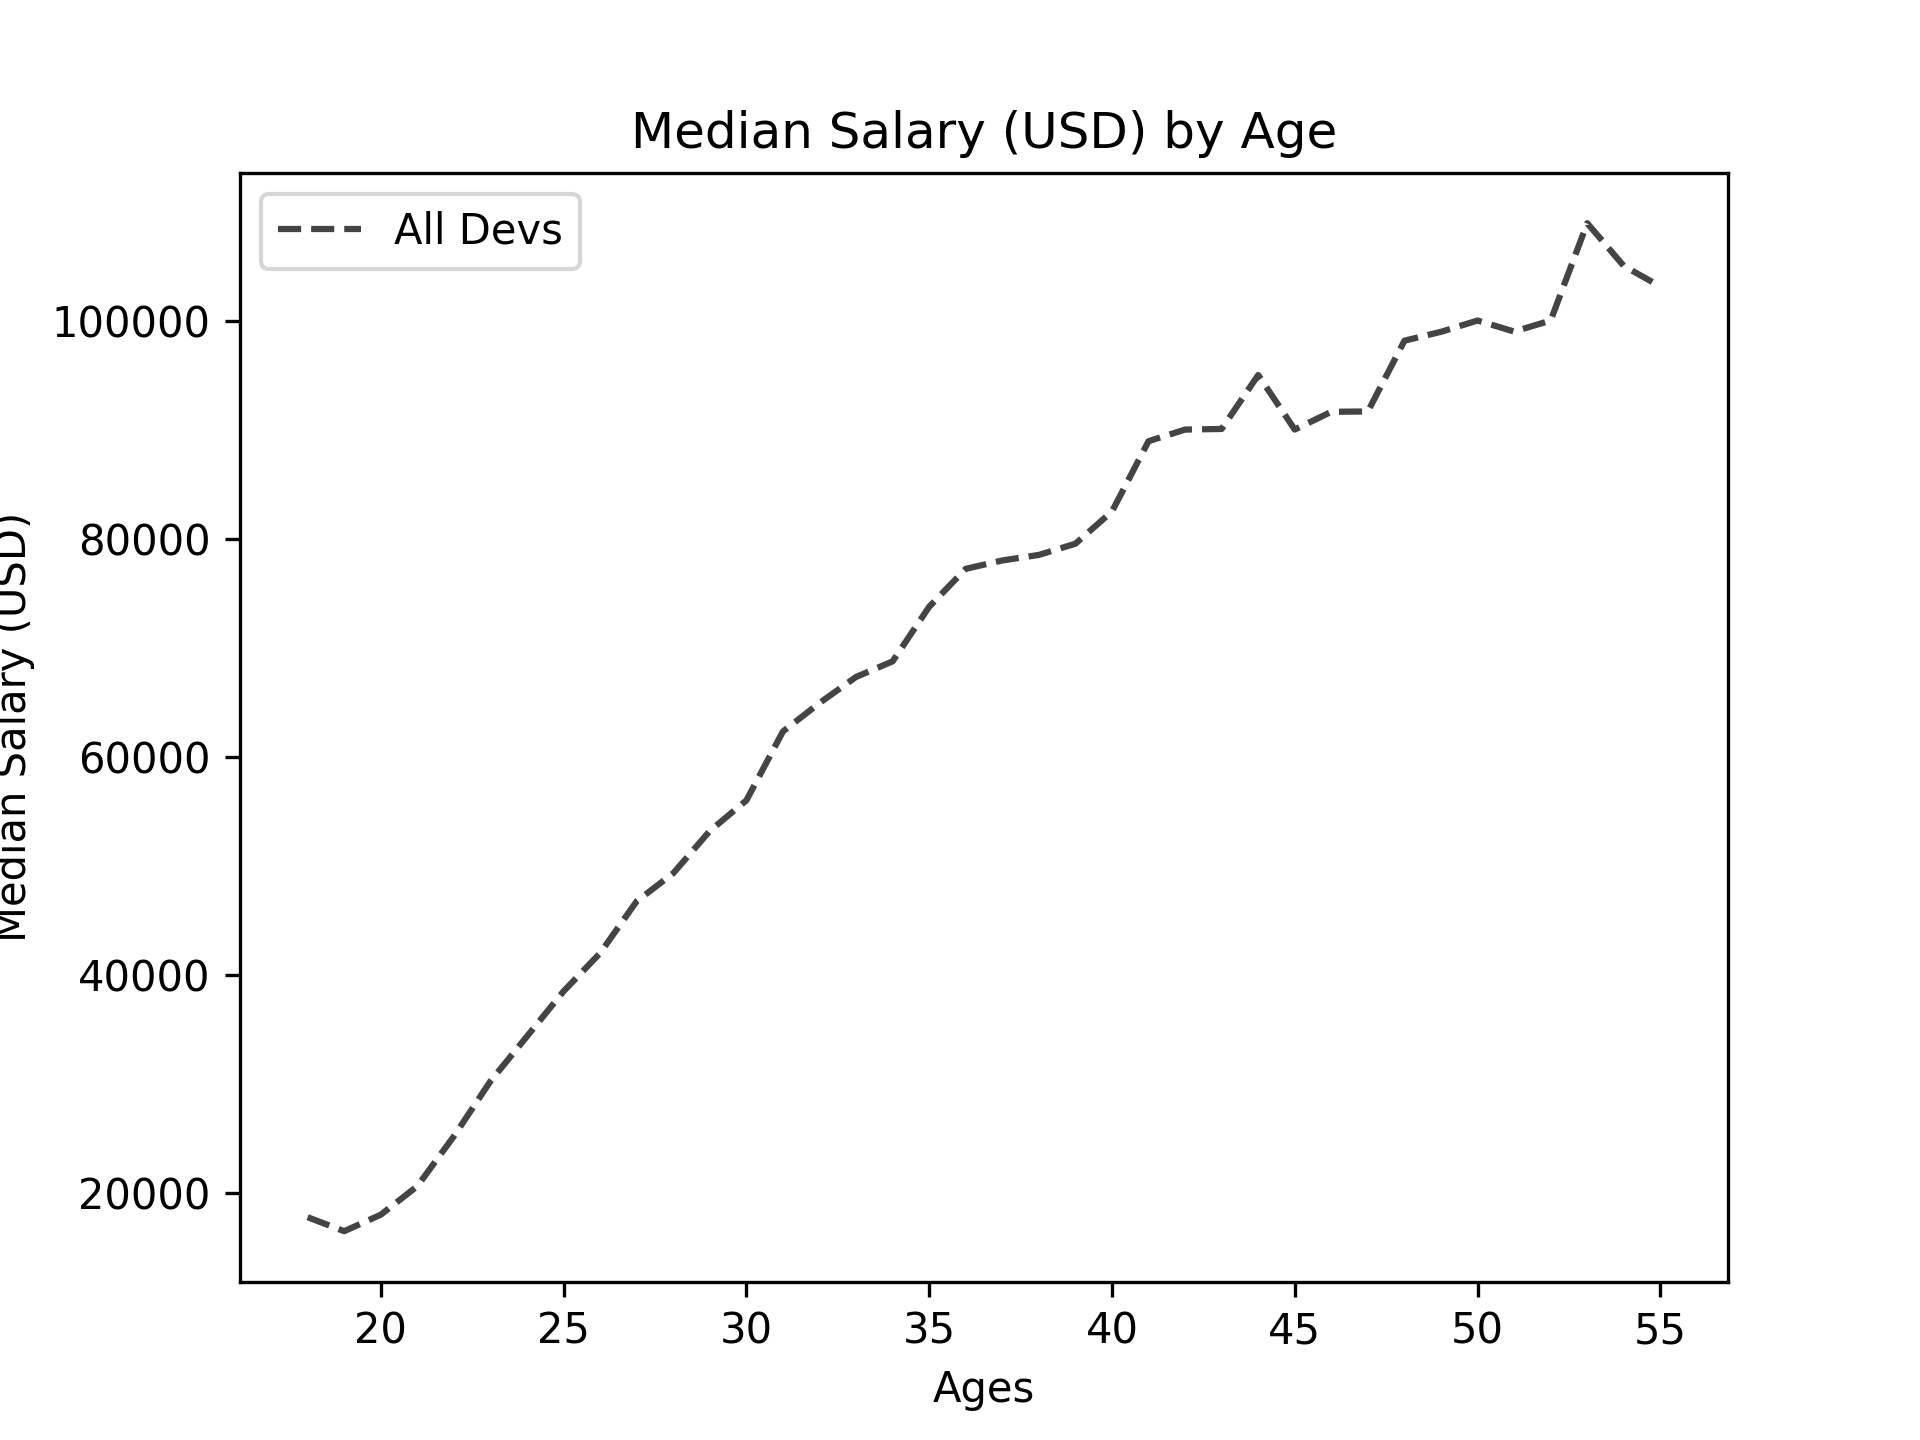 Median Salary (USD) by Age
All Devs
Median Salary (USD)
100000
80000
60000
40000
20000
20 25 30 35 40 45 50 55
Ages